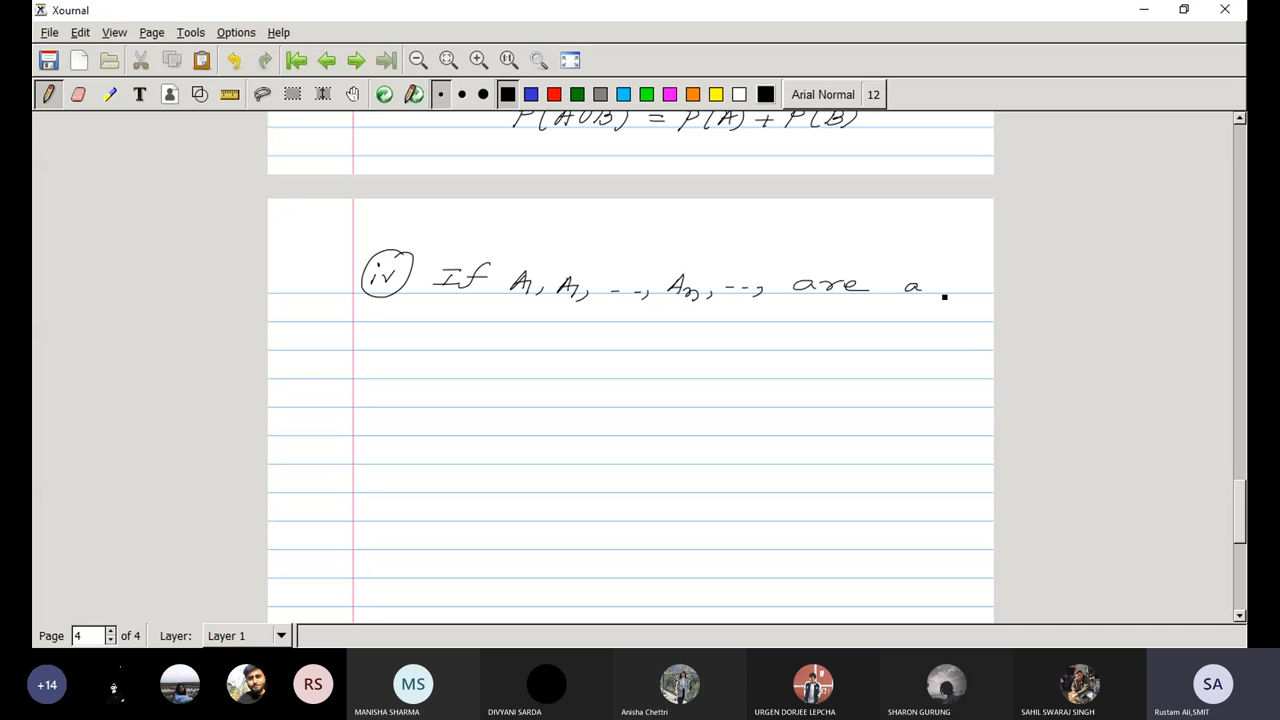 Xournal
File Edit View Page Tools Options Help
Arial Normal 12
P(A∪B) = P(A) + P(B)
iv If A₁, A₂, --, Aₙ, --, are a
Page 4 of 4 Layer: Layer 1
+14
RS
MS
SA
MANISHA SHARMA
DIVYANI SARDA
Anisha Chettri
URGEN DORJEE LEPCHA
SHARON GURUNG
SAHIL SWARAJ SINGH
Rustam Ali,SMIT